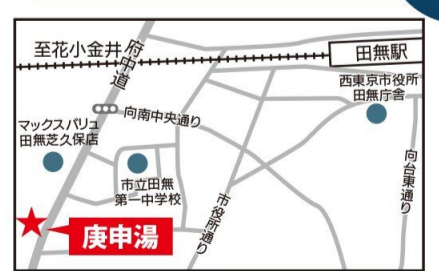 至花小金井
府中道
田無駅
西東京市役所
田無庁舎
向南中央通り
マックスバリュ
田無芝久保店
市立田無
第一中学校
市役所通り
向台東通り
庚申湯